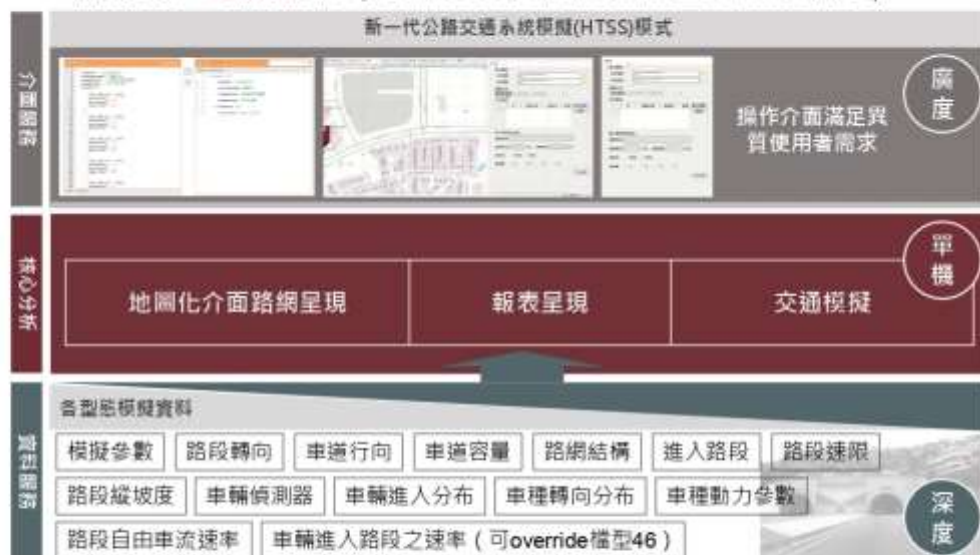 新一代公路交通系統模擬(HTSS)模式
介面服務
操作介面滿足異
質使用者需求
廣度
核心分析
地圖化介面路網呈現
報表呈現
交通模擬
單機
資料服務
各型態模擬資料
模擬參數
路段轉向
車道行向
車道容量
路網結構
進入路段
路段速限
路段縱坡度
車輛偵測器
車輛進入分布
車種轉向分布
車種動力參數
路段自由車流速率
車輛進入路段之速率（可override檔型46）
深度